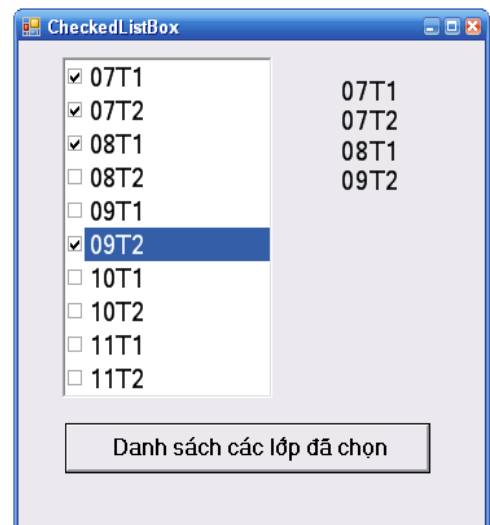 CheckedListBox
07T1
07T2
08T1
08T2
09T1
09T2
10T1
10T2
11T1
11T2
07T1
07T2
08T1
09T2
Danh sách các lớp đã chọn